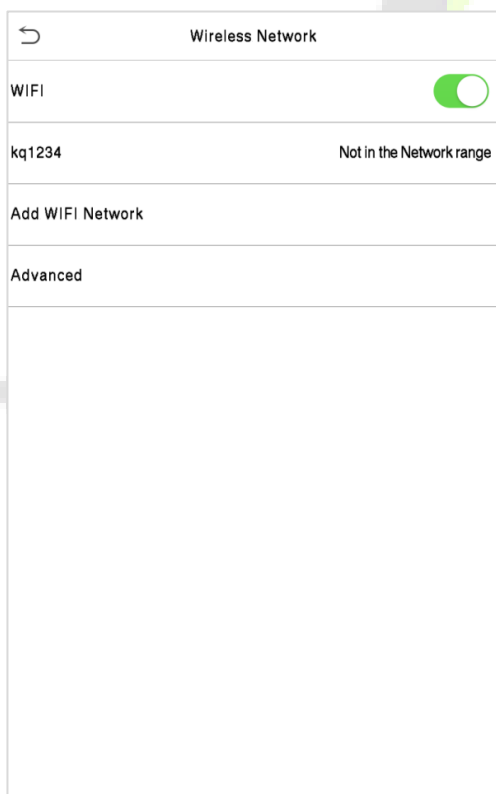 Wireless Network
WIFI
kq1234 Not in the Network range
Add WIFI Network
Advanced